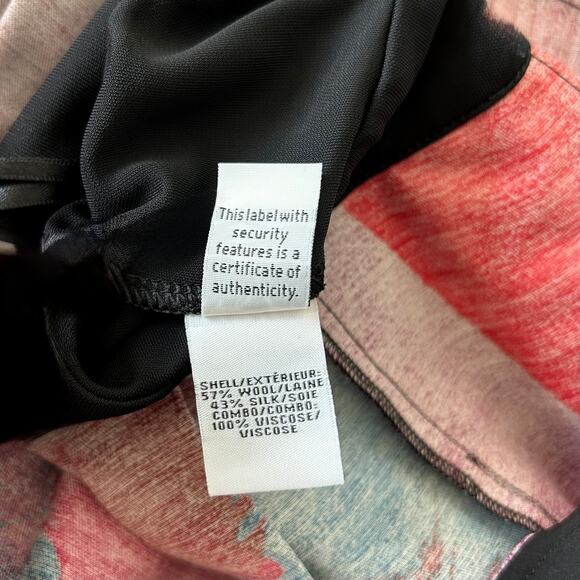 This label with
security
features is a
certificate of
authenticity.
SHELL/EXTÉRIEUR:
57% WOOL/LAINE
43% SILK/SOIE
COMBO/COMBO:
100% VISCOSE/
VISCOSE